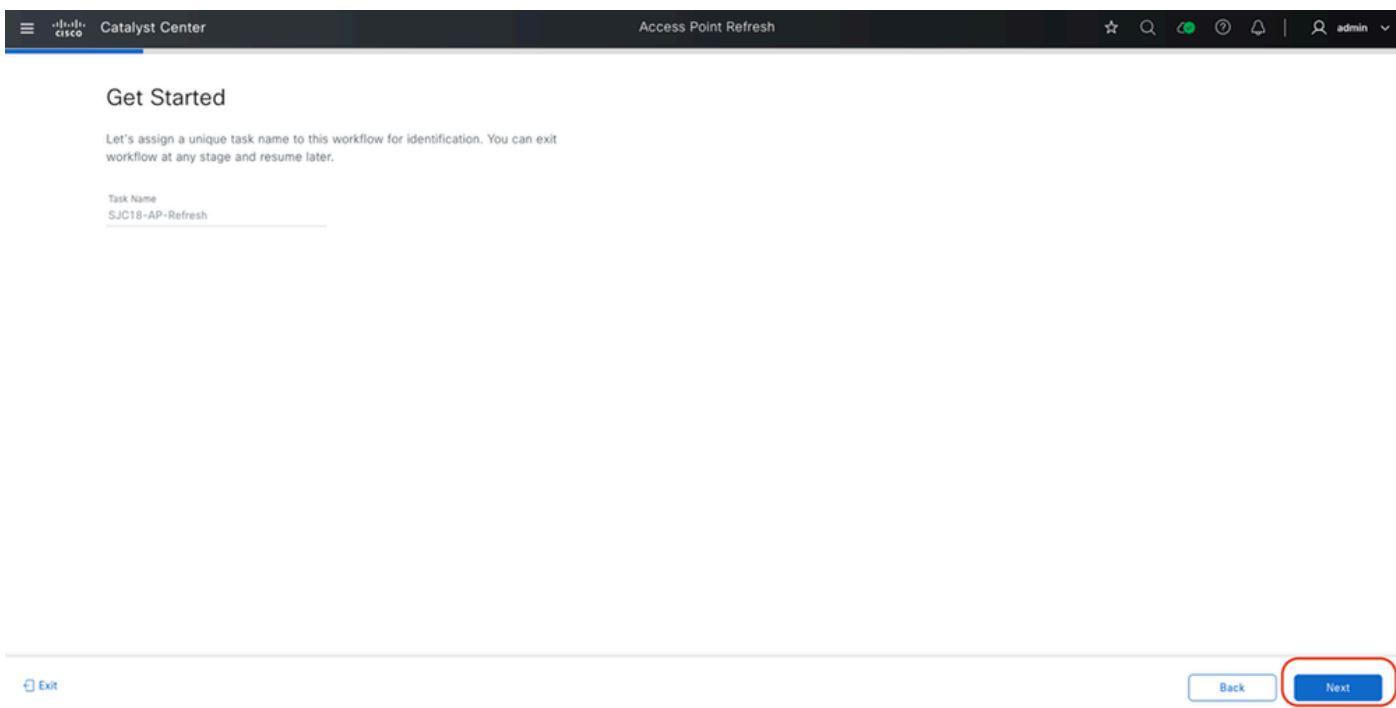 CISCO Catalyst Center Access Point Refresh admin
Get Started
Let's assign a unique task name to this workflow for identification. You can exit
workflow at any stage and resume later.
Task Name
SJC18-AP-Refresh
Exit Back Next